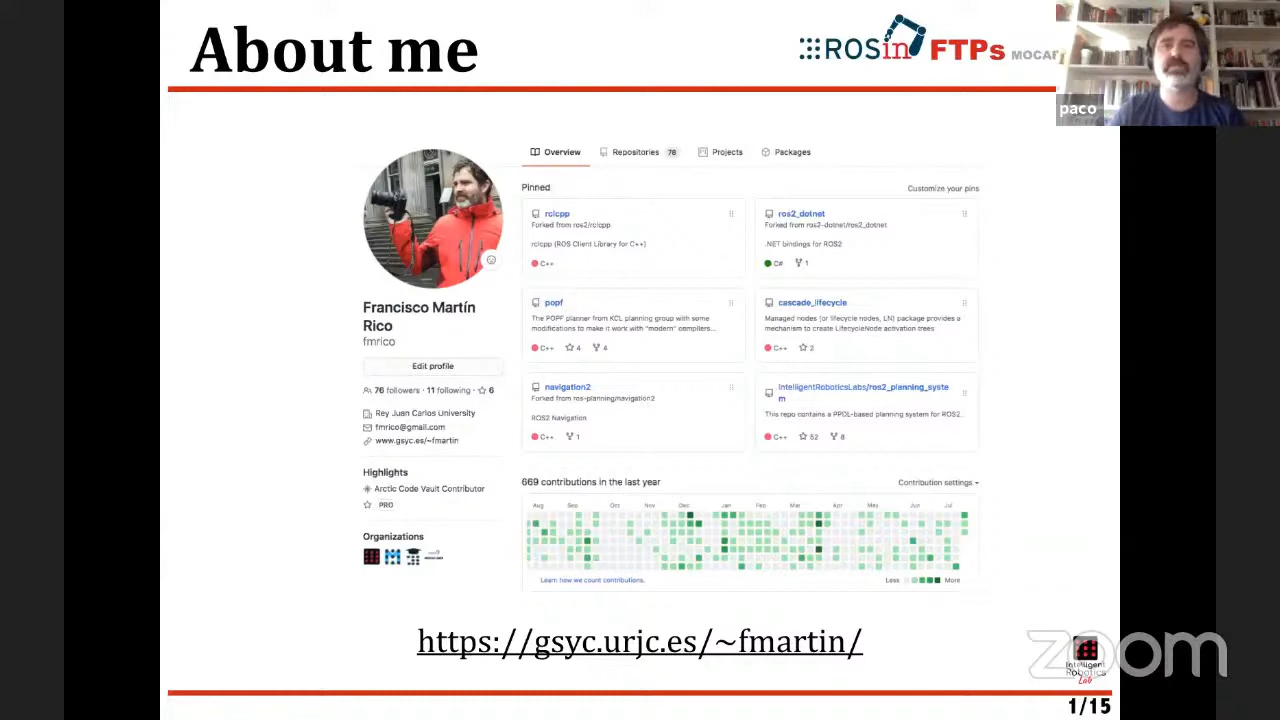 About me
ROSin FTPs MOCAP
paco
Overview Repositories 78 Projects Packages
Pinned
Customize your pins
rclcpp
Forked from ros2/rclcpp
rclcpp (ROS Client Library for C++)
C++
ros2_dotnet
Forked from ros2-dotnet/ros2_dotnet
.NET bindings for ROS2
C# 1
popf
The POPF planner from KCL planning group with some
modifications to make it work with "modern" compilers...
C++ 4 4
cascade_lifecycle
Managed nodes (or lifecycle nodes, LN) package provides a
mechanism to create LifecycleNode activation trees
C++ 2
navigation2
Forked from ros-planning/navigation2
ROS2 Navigation
C++ 1
IntelligentRoboticsLabs/ros2_planning_syste
m
This repo contains a PPDL-based planning system for ROS2.
C++ 52 8
Francisco Martín
Rico
fmrico
Edit profile
76 followers · 11 following · 6
Rey Juan Carlos University
fmrico@gmail.com
www.gsyc.es/~fmartin
Highlights
Arctic Code Vault Contributor
PRO
Organizations
669 contributions in the last year
Contribution settings
Aug Sep Oct Nov Dec Jan Feb Mar Apr May Jun Jul
Learn how we count contributions.
Less More
https://gsyc.urjc.es/~fmartin/
zoom
Intelligent
Robotics
Lab
1/15